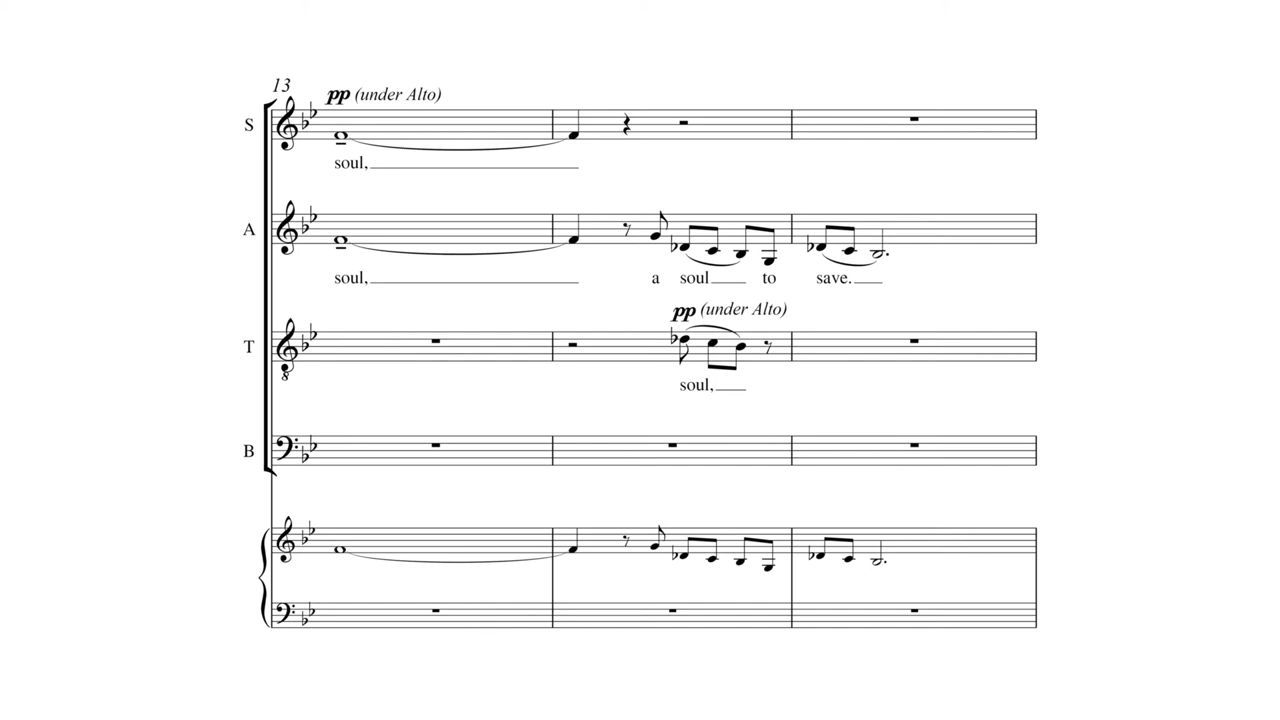 13
pp (under Alto)
S
soul,
A
soul, a soul to save.
pp (under Alto)
T
soul,
B